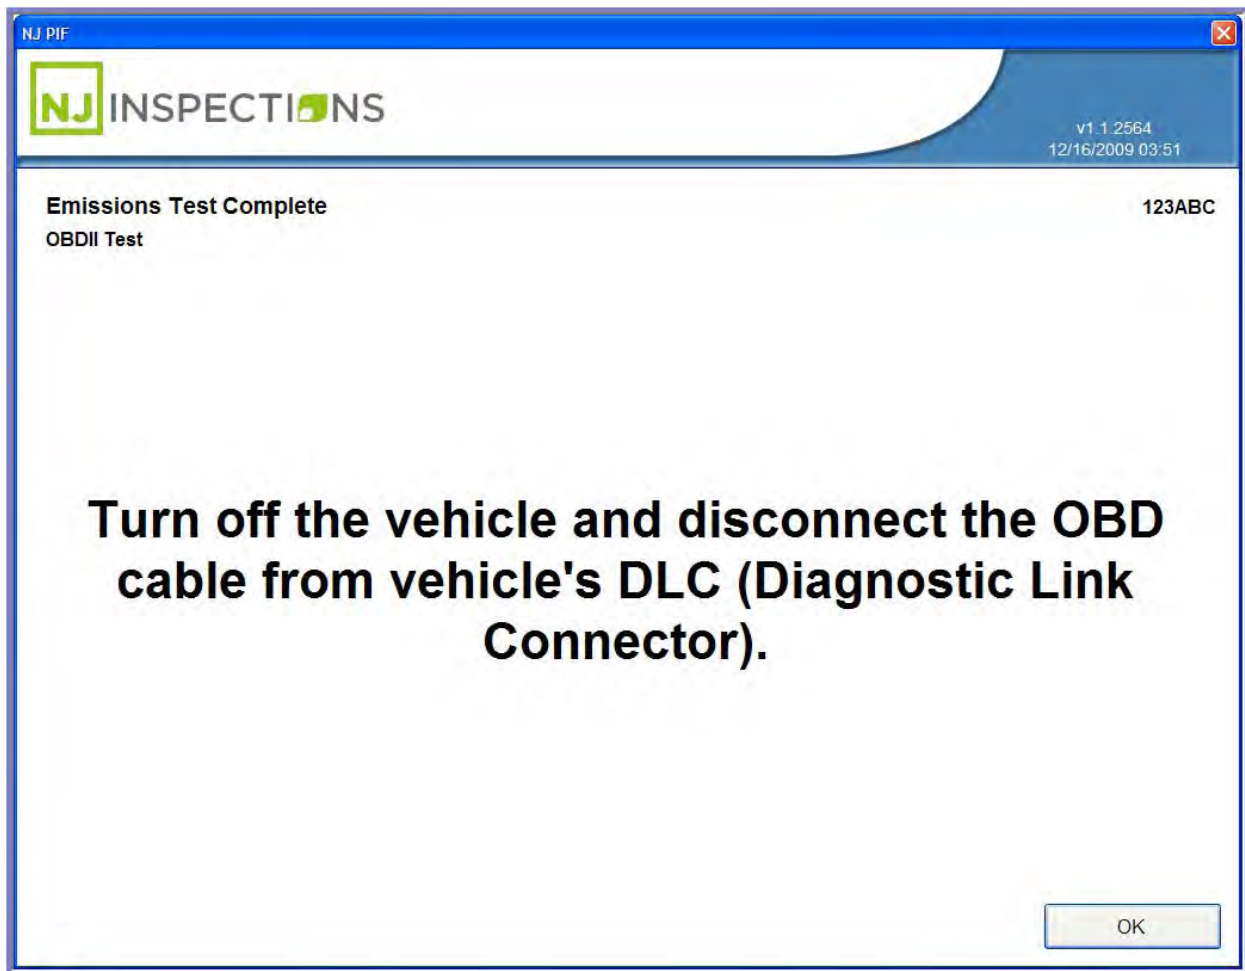 NJ PIF
NJ INSPECTIONS
v1.1.2564
12/16/2009 03:51
Emissions Test Complete
123ABC
OBDII Test
Turn off the vehicle and disconnect the OBD
cable from vehicle's DLC (Diagnostic Link
Connector).
OK